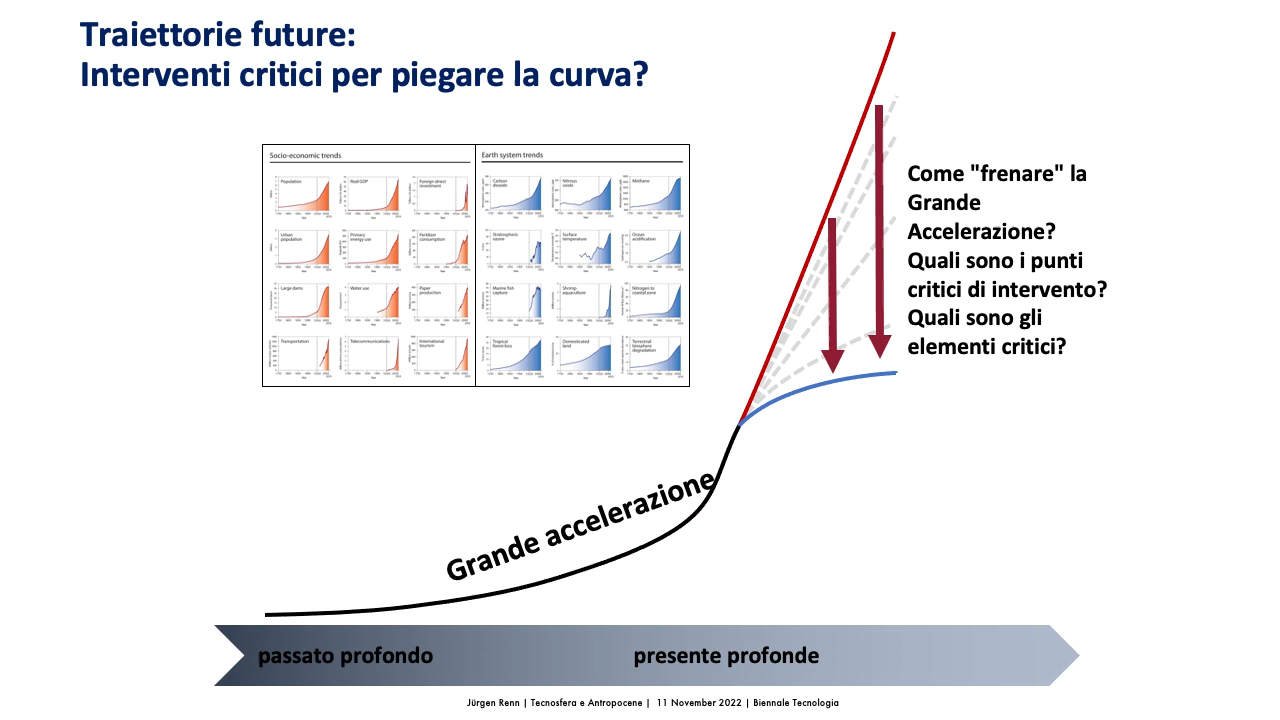 Traiettorie future:
Interventi critici per piegare la curva?
Socio-economic trends
Earth system trends
Population
Real GDP
Foreign direct
investment
Carbon
dioxide
Nitrous
oxide
Methane
Urban
population
Primary
energy use
Fertilizer
consumption
Stratospheric
ozone
Surface
temperature
Ocean
acidification
Large dams
Water use
Paper
production
Marine fish
capture
Shrimp
aquaculture
Nitrogen to
coastal zone
Transportation
Telecommunications
International
tourism
Tropical
forest loss
Domesticated
land
Terrestrial
biosphere
degradation
Come "frenare" la
Grande
Accelerazione?
Quali sono i punti
critici di intervento?
Quali sono gli
elementi critici?
Grande accelerazione
passato profondo
presente profonde
Jürgen Renn | Tecnosfera e Antropocene | 11 November 2022 | Biennale Tecnologia